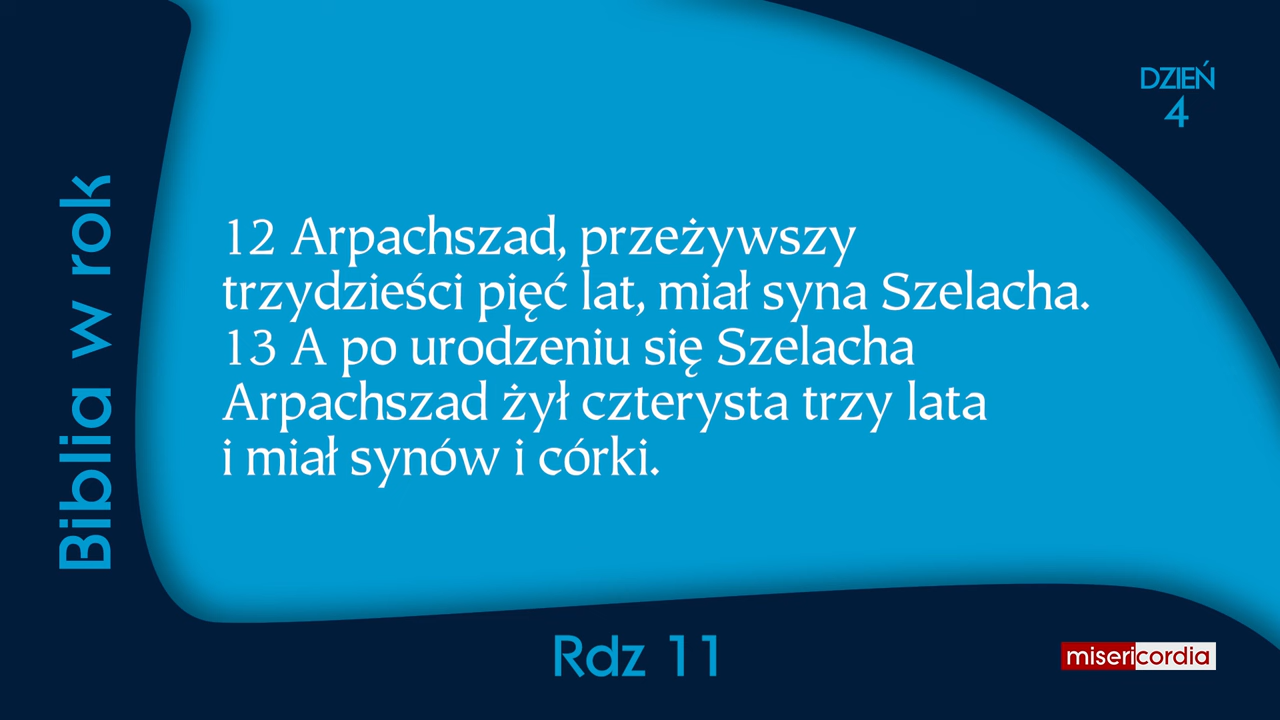 DZIEŃ
4
Biblia w rok
12 Arpachszad, przeżywszy
trzydzieści pięć lat, miał syna Szelacha.
13 A po urodzeniu się Szelacha
Arpachszad żył czterysta trzy lata
i miał synów i córki.
Rdz 11
misericordia